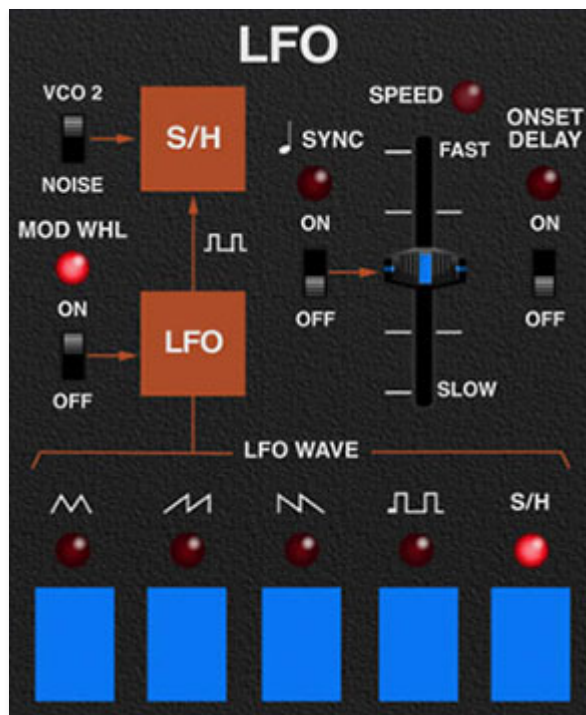 LFO
VCO 2
S/H
NOISE
SPEED
FAST
SYNC
ON
OFF
ONSET
DELAY
ON
OFF
MOD WHL
ON
OFF
LFO
SLOW
LFO WAVE
S/H